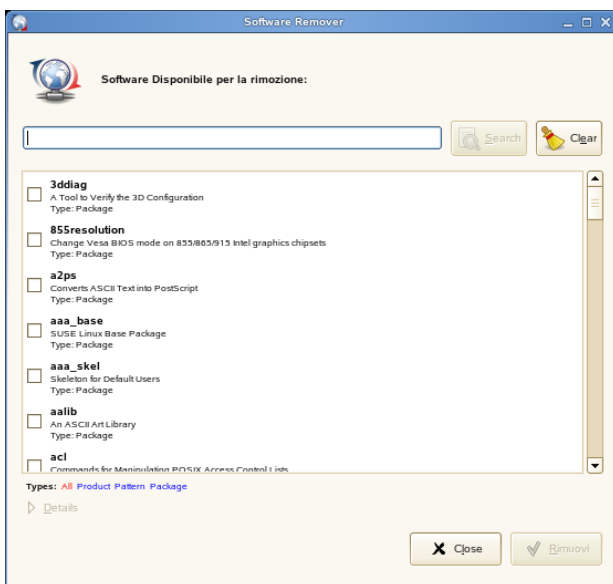 Software Remover
Software Disponibile per la rimozione:
Search
Clear
3ddiag
A Tool to Verify the 3D Configuration
Type: Package
855resolution
Change Vesa BIOS mode on 855/865/915 Intel graphics chipsets
Type: Package
a2ps
Converts ASCII Text into PostScript
Type: Package
aaa_base
SUSE Linux Base Package
Type: Package
aaa_skel
Skeleton for Default Users
Type: Package
aalib
An ASCII Art Library
Type: Package
acl
Commands for Manipulating POSIX Access Control Lists
Types: All Product Pattern Package
Details
Close
Rimuovi